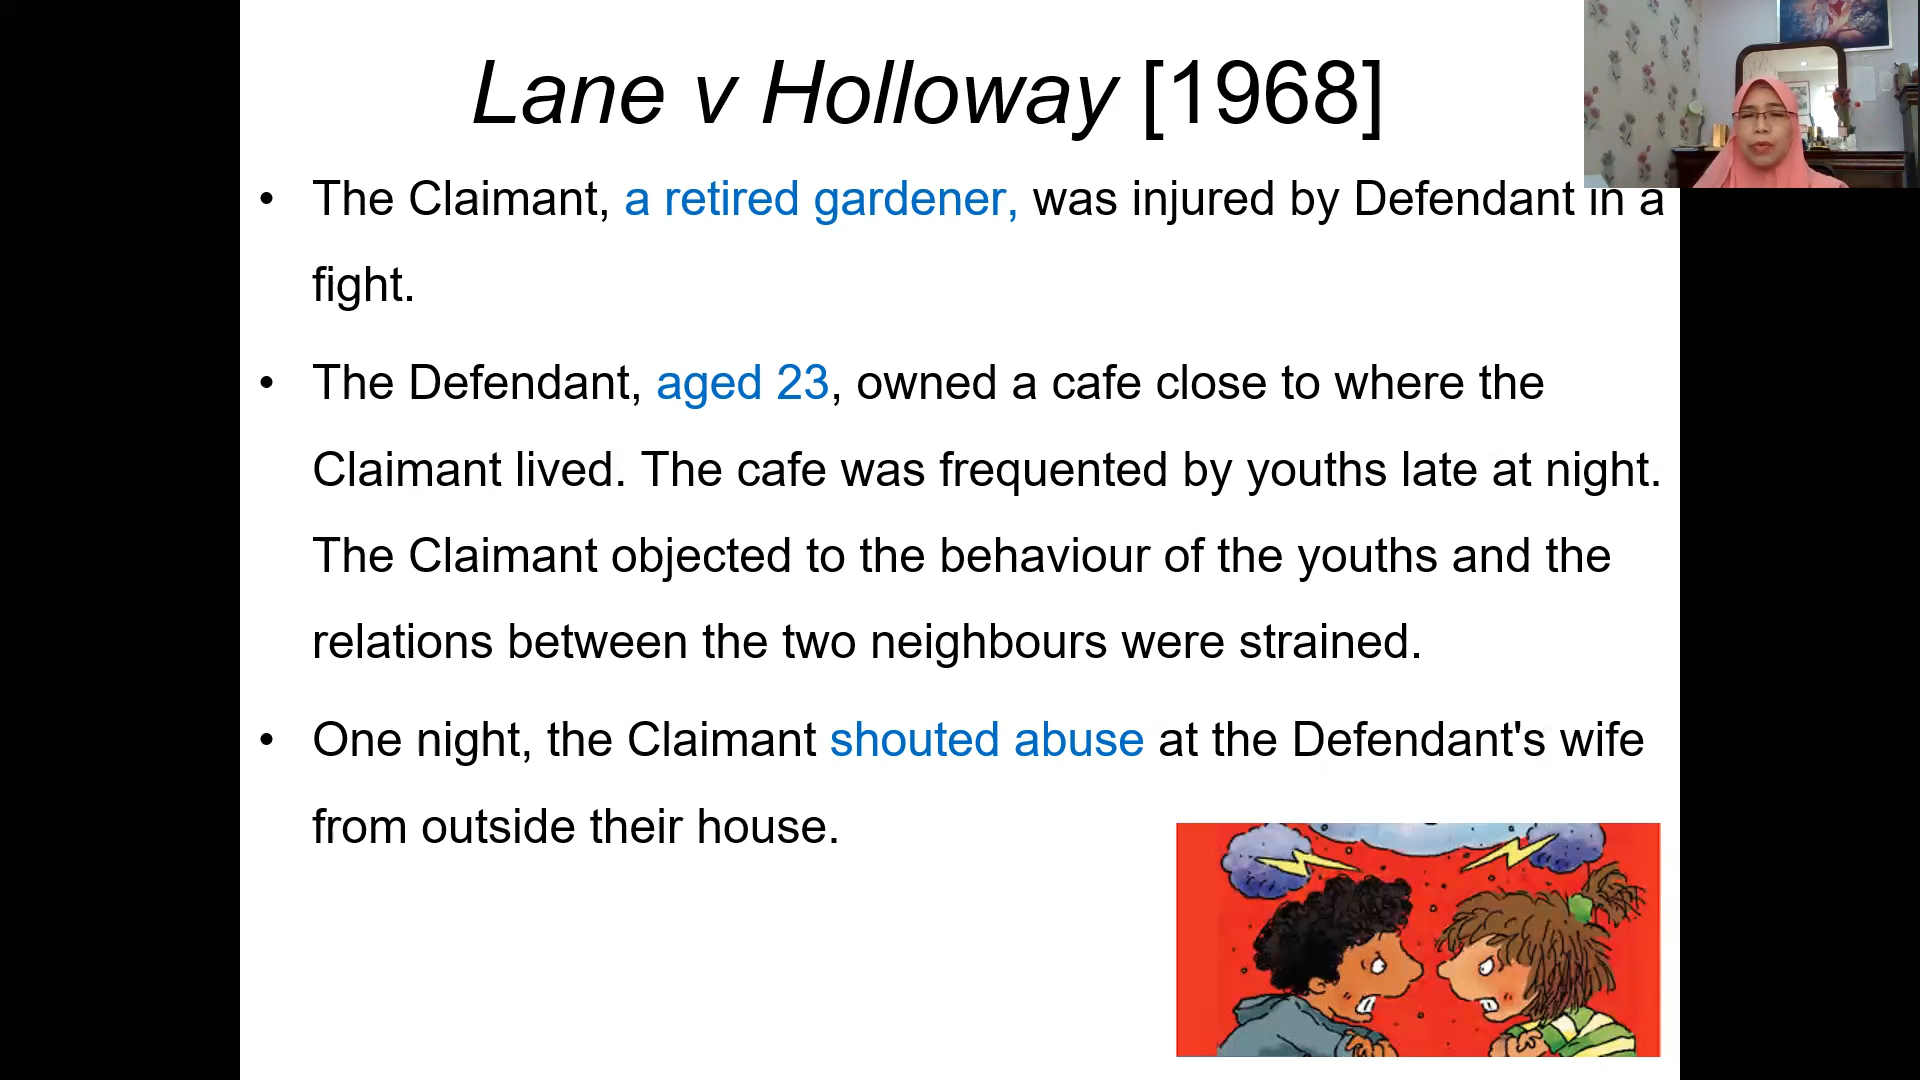 Lane v Holloway [1968]
• The Claimant, a retired gardener, was injured by Defendant in a
fight.
• The Defendant, aged 23, owned a cafe close to where the
Claimant lived. The cafe was frequented by youths late at night.
The Claimant objected to the behaviour of the youths and the
relations between the two neighbours were strained.
• One night, the Claimant shouted abuse at the Defendant's wife
from outside their house.